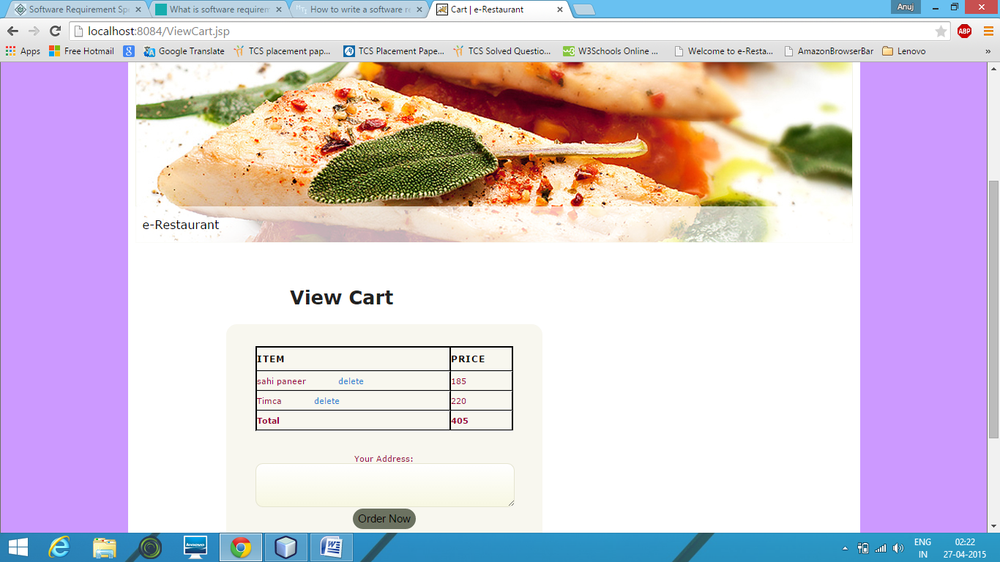 Software Requirement Spe
What is software requirem
How to write a software re
Cart | e-Restaurant
Anuj
localhost:8084/ViewCart.jsp
ABP
Apps
Free Hotmail
Google Translate
TCS placement pap...
TCS Placement Pape...
TCS Solved Questio...
W3Schools Online ...
Welcome to e-Resta...
AmazonBrowserBar
Lenovo
»
e-Restaurant
View Cart
ITEM PRICE
sahi paneer delete 185
Timca delete 220
Total 405
Your Address:
Order Now
lenovo
ENG
IN
02:22
27-04-2015